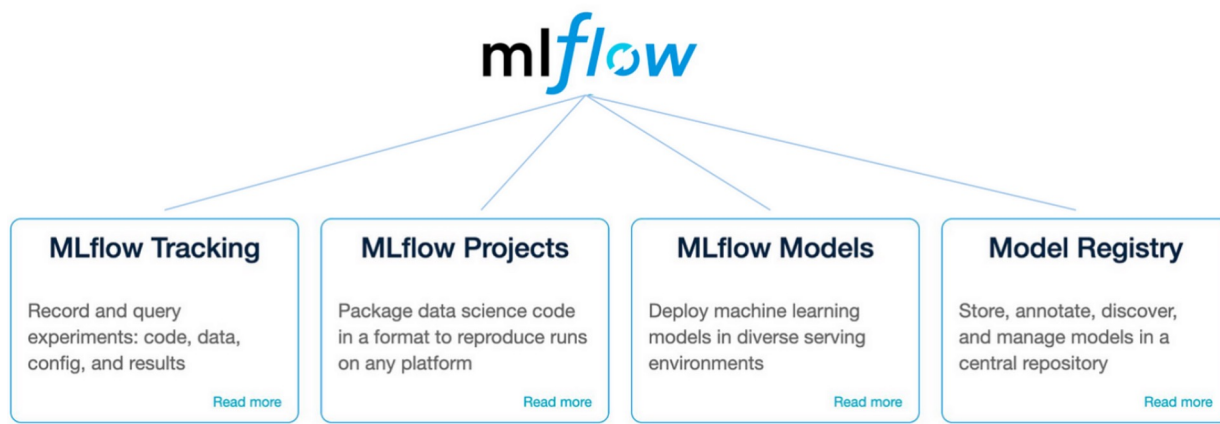 mlflow
MLflow Tracking
Record and query
experiments: code, data,
config, and results
Read more
MLflow Projects
Package data science code
in a format to reproduce runs
on any platform
Read more
MLflow Models
Deploy machine learning
models in diverse serving
environments
Read more
Model Registry
Store, annotate, discover,
and manage models in a
central repository
Read more